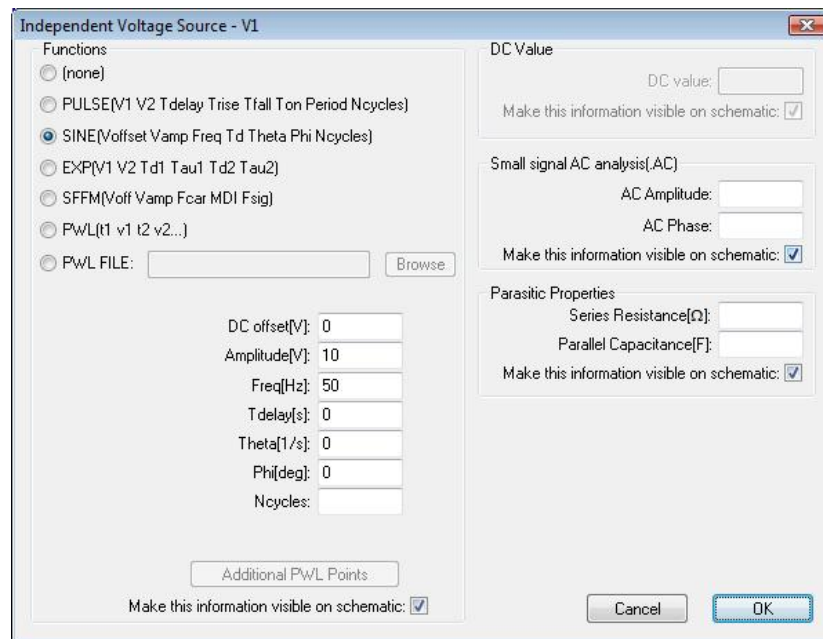 Independent Voltage Source - V1
Functions
(none)
PULSE(V1 V2 Tdelay Trise Tfall Ton Period Ncycles)
SINE(Voffset Vamp Freq Td Theta Phi Ncycles)
EXP(V1 V2 Td1 Tau1 Td2 Tau2)
SFFM(Voff Vamp Fcar MDI Fsig)
PWL(t1 v1 t2 v2...)
PWL FILE: Browse
DC offset[V]: 0
Amplitude[V]: 10
Freq[Hz]: 50
Tdelay[s]: 0
Theta[1/s]: 0
Phi[deg]: 0
Ncycles:
Additional PWL Points
Make this information visible on schematic:
DC Value
DC value:
Make this information visible on schematic:
Small signal AC analysis(.AC)
AC Amplitude:
AC Phase:
Make this information visible on schematic:
Parasitic Properties
Series Resistance[Ω]:
Parallel Capacitance[F]:
Make this information visible on schematic:
Cancel OK